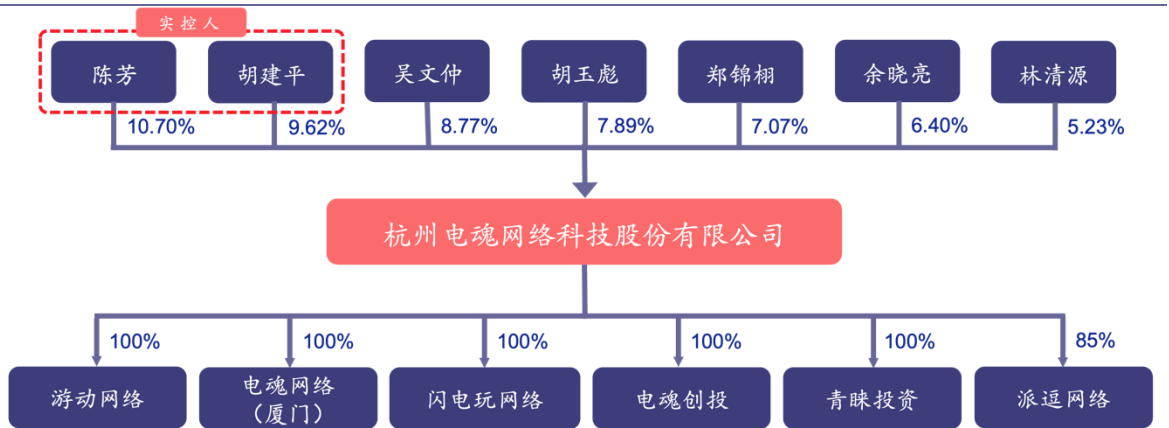 实控人
陈芳
胡建平
吴文仲
胡玉彪
郑锦栩
余晓亮
林清源
10.70%
9.62%
8.77%
7.89%
7.07%
6.40%
5.23%
杭州电魂网络科技股份有限公司
100%
100%
100%
100%
100%
85%
游动网络
电魂网络
（厦门）
闪电玩网络
电魂创投
青睐投资
派逗网络